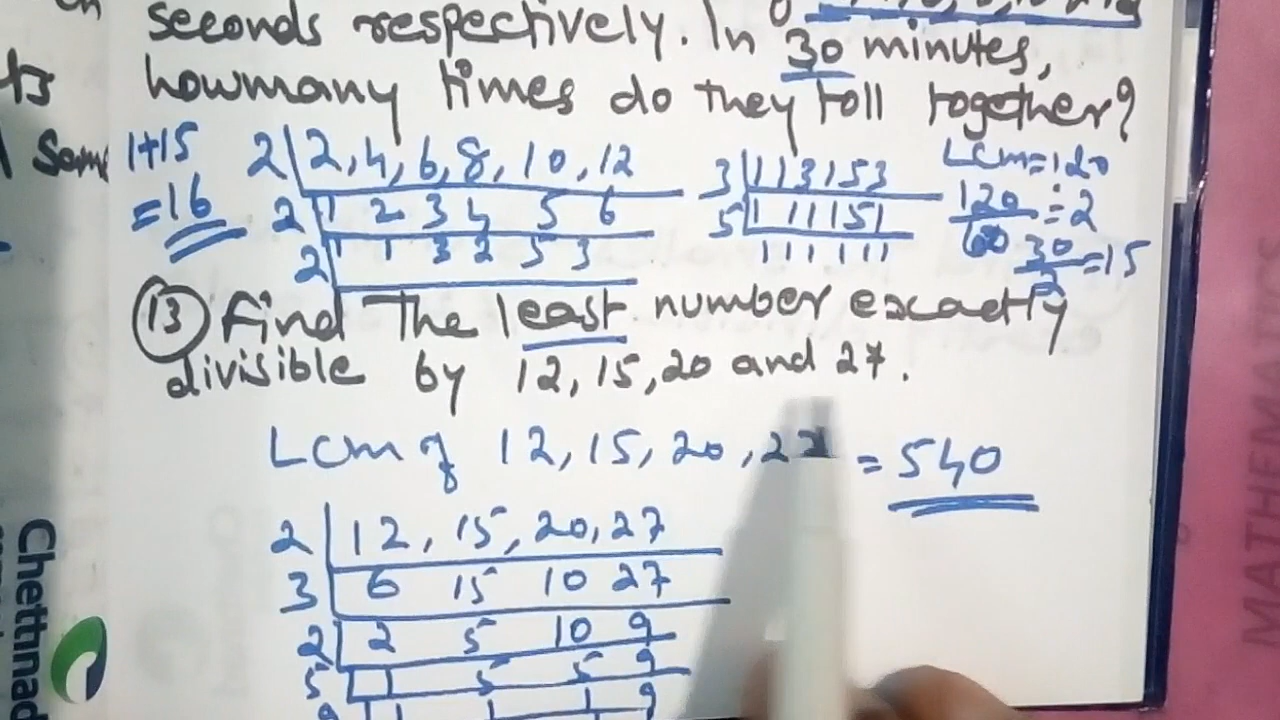 seconds respectively. In 30 minutes,
howmany times do they toll together?
1+15
=16
2 2, 4, 6, 8, 10, 12
2 1 2 3 4 5 6
2 1 1 3 2 5 3
3 1 1 3 1 5 3
5 1 1 1 1 5 1
1 1 1 1 1 1
Lcm=120
120/60 = 2
30/2 =15
13 Find the least number exactly
divisible by 12, 15, 20 and 27.
Lcm of 12, 15, 20, 27 = 540
2 12, 15, 20, 27
3 6 15 10 27
2 2 5 10 9
5 5 5 9
1 1 9
Chettinad
MATHEMATICS